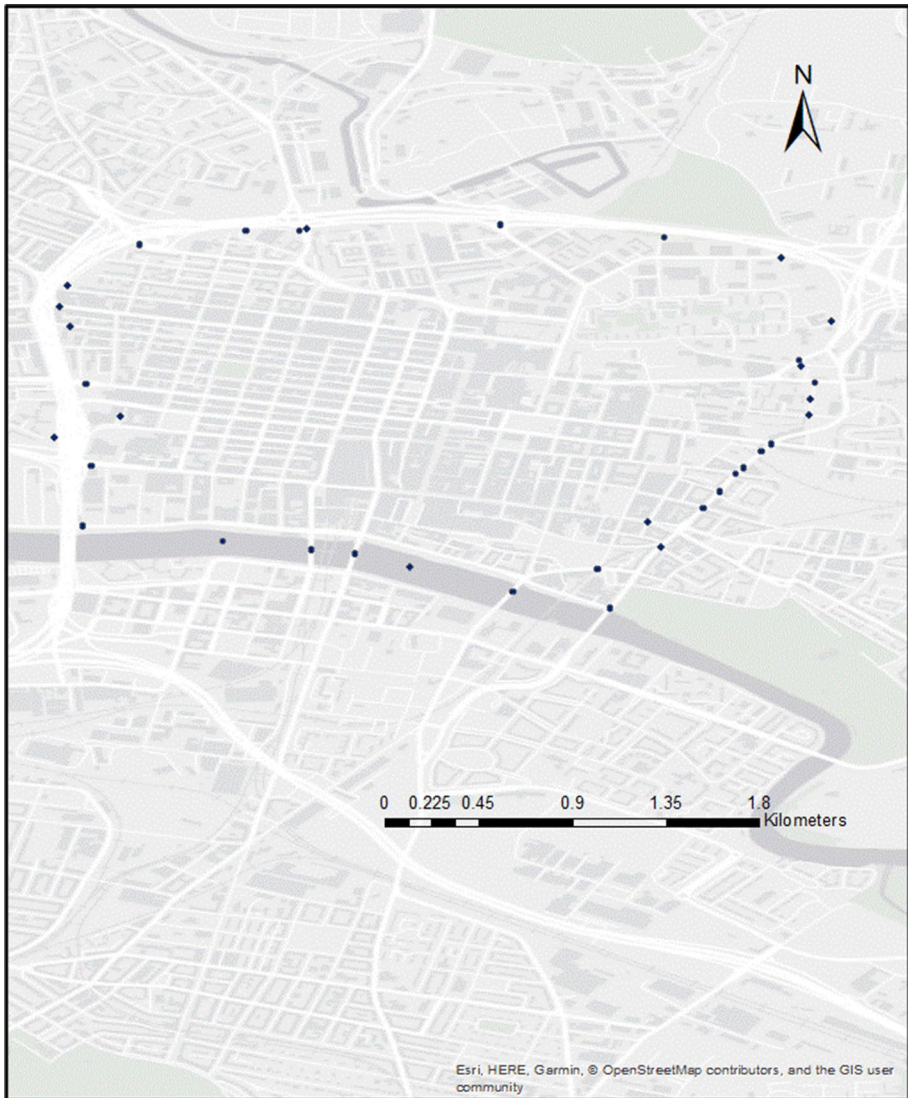 N
0 0.225 0.45 0.9 1.35 1.8
Kilometers
Esri, HERE, Garmin, © OpenStreetMap contributors, and the GIS user
community